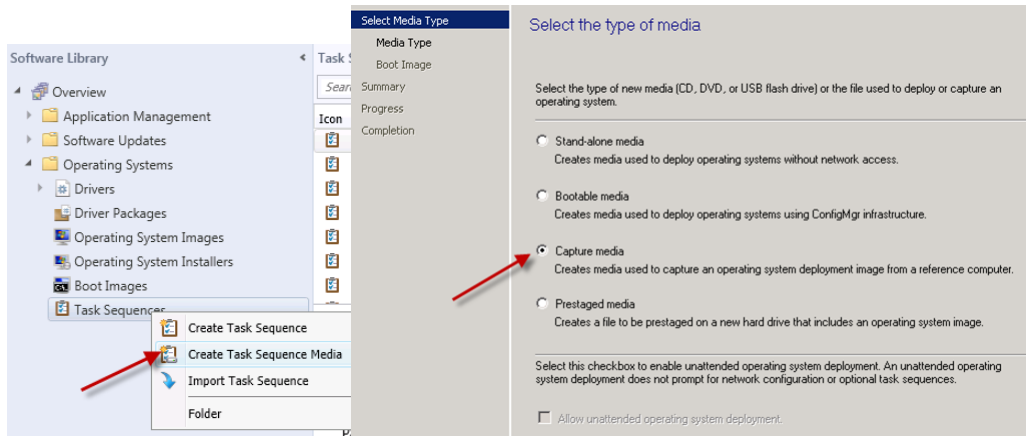 Software Library
Overview
Application Management
Software Updates
Operating Systems
Drivers
Driver Packages
Operating System Images
Operating System Installers
Boot Images
Task Sequences
Task
Icon
Create Task Sequence
Create Task Sequence Media
Import Task Sequence
Folder
Select Media Type
Media Type
Boot Image
Summary
Progress
Completion
Select the type of media
Select the type of new media (CD, DVD, or USB flash drive) or the file used to deploy or capture an
operating system.
Stand-alone media
Creates media used to deploy operating systems without network access.
Bootable media
Creates media used to deploy operating systems using ConfigMgr infrastructure.
Capture media
Creates media used to capture an operating system deployment image from a reference computer.
Prestaged media
Creates a file to be prestaged on a new hard drive that includes an operating system image.
Select this checkbox to enable unattended operating system deployment. An unattended operating
system deployment does not prompt for network configuration or optional task sequences.
Allow unattended operating system deployment.